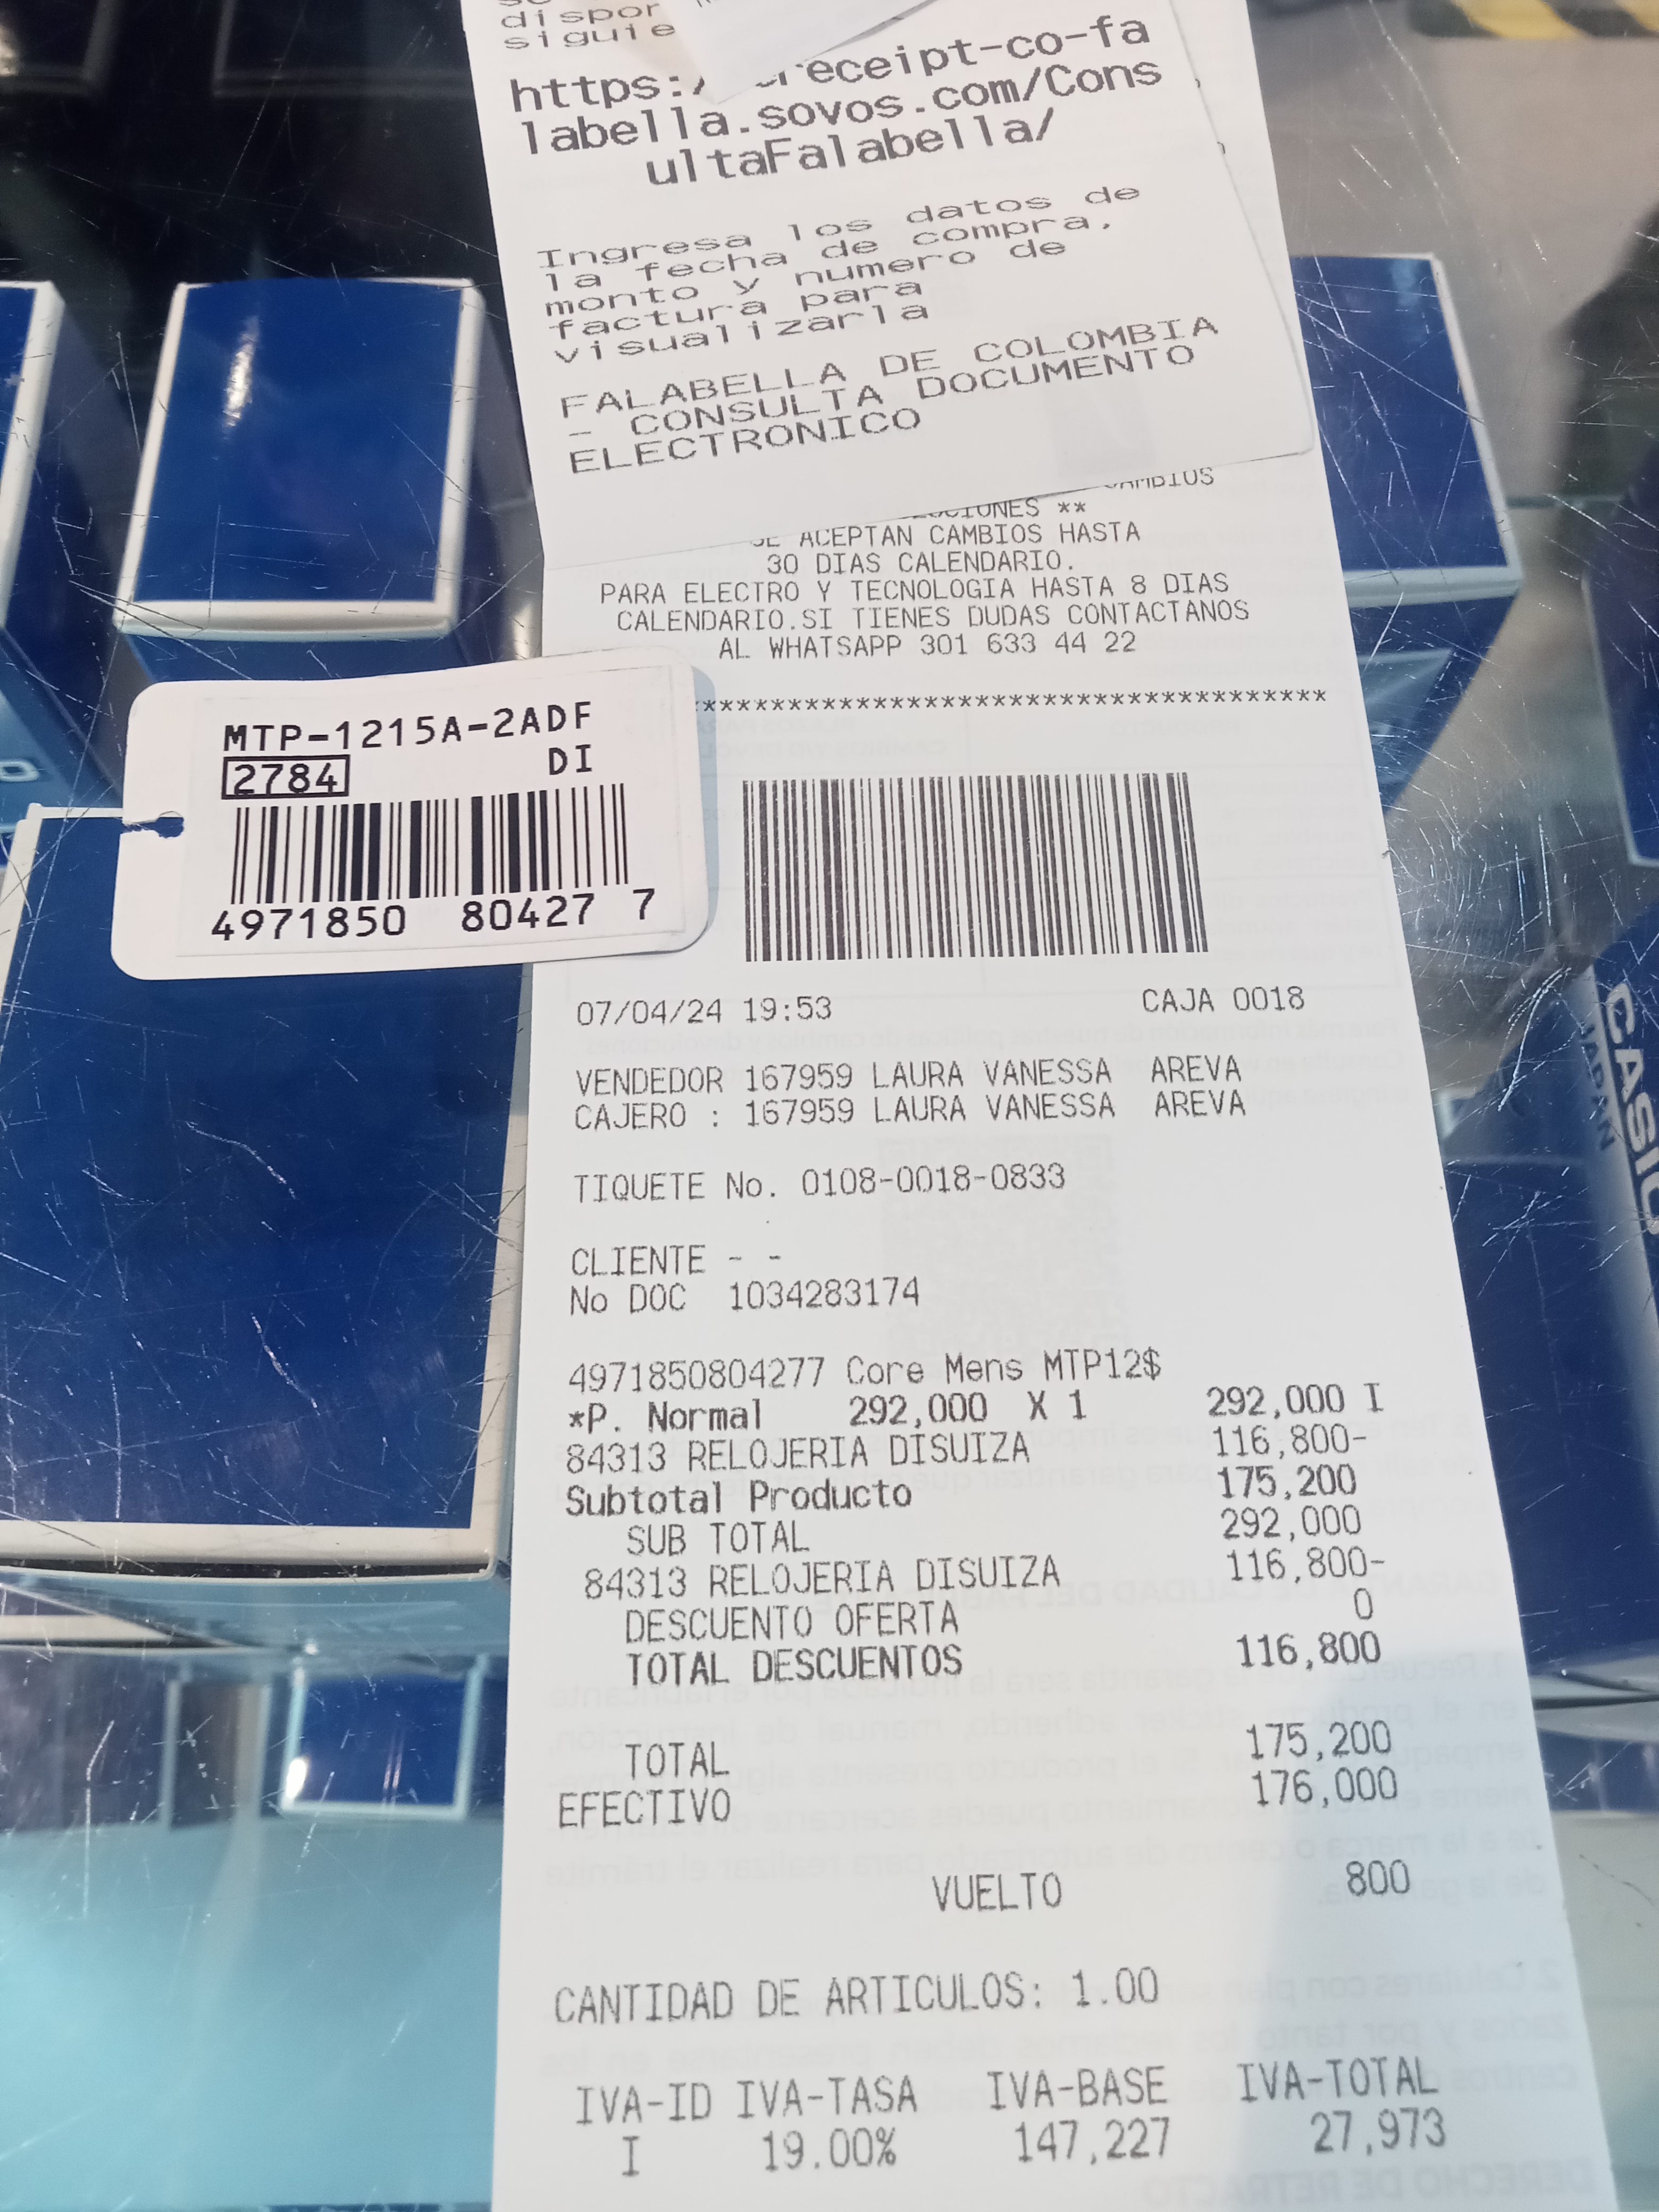 siguie
https:/ receipt-co-fa
labella.sovos.com/Cons
ultaFalabella/
Ingresa los datos de
la fecha de compra,
monto y numero de
factura para
visualizarla
FALABELLA DE COLOMBIA
- CONSULTA DOCUMENTO
ELECTRONICO
CAMBIOS
**
SE ACEPTAN CAMBIOS HASTA
30 DIAS CALENDARIO.
PARA ELECTRO Y TECNOLOGIA HASTA 8 DIAS
CALENDARIO.SI TIENES DUDAS CONTACTANOS
AL WHATSAPP 301 633 44 22
*************************************
MTP-1215A-2ADF
2784 DI
4971850 80427 7
07/04/24 19:53 CAJA 0018
VENDEDOR 167959 LAURA VANESSA AREVA
CAJERO : 167959 LAURA VANESSA AREVA
TIQUETE No. 0108-0018-0833
CLIENTE - -
No DOC 1034283174
4971850804277 Core Mens MTP12$
*P. Normal 292,000 X 1 292,000 I
84313 RELOJERIA DISUIZA 116,800-
Subtotal Producto 175,200
SUB TOTAL 292,000
84313 RELOJERIA DISUIZA 116,800-
DESCUENTO OFERTA 0
TOTAL DESCUENTOS 116,800
TOTAL 175,200
EFECTIVO 176,000
VUELTO 800
CANTIDAD DE ARTICULOS: 1.00
IVA-ID IVA-TASA IVA-BASE IVA-TOTAL
I 19.00% 147,227 27,973
CASIO
JAPAN